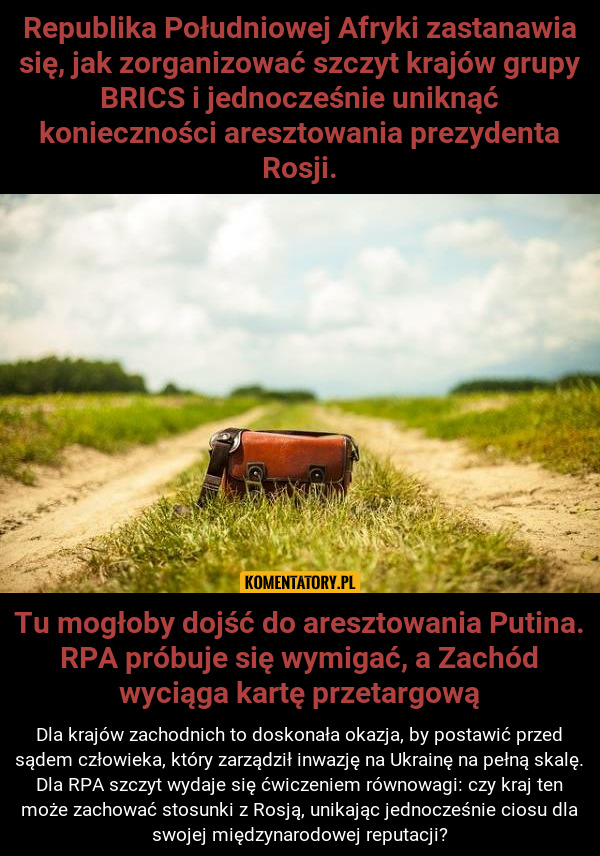 Republika Południowej Afryki zastanawia
się, jak zorganizować szczyt krajów grupy
BRICS i jednocześnie uniknąć
konieczności aresztowania prezydenta
Rosji.
KOMENTATORY.PL
Tu mogłoby dojść do aresztowania Putina.
RPA próbuje się wymigać, a Zachód
wyciąga kartę przetargową
Dla krajów zachodnich to doskonała okazja, by postawić przed
sądem człowieka, który zarządził inwazję na Ukrainę na pełną skalę.
Dla RPA szczyt wydaje się ćwiczeniem równowagi: czy kraj ten
może zachować stosunki z Rosją, unikając jednocześnie ciosu dla
swojej międzynarodowej reputacji?